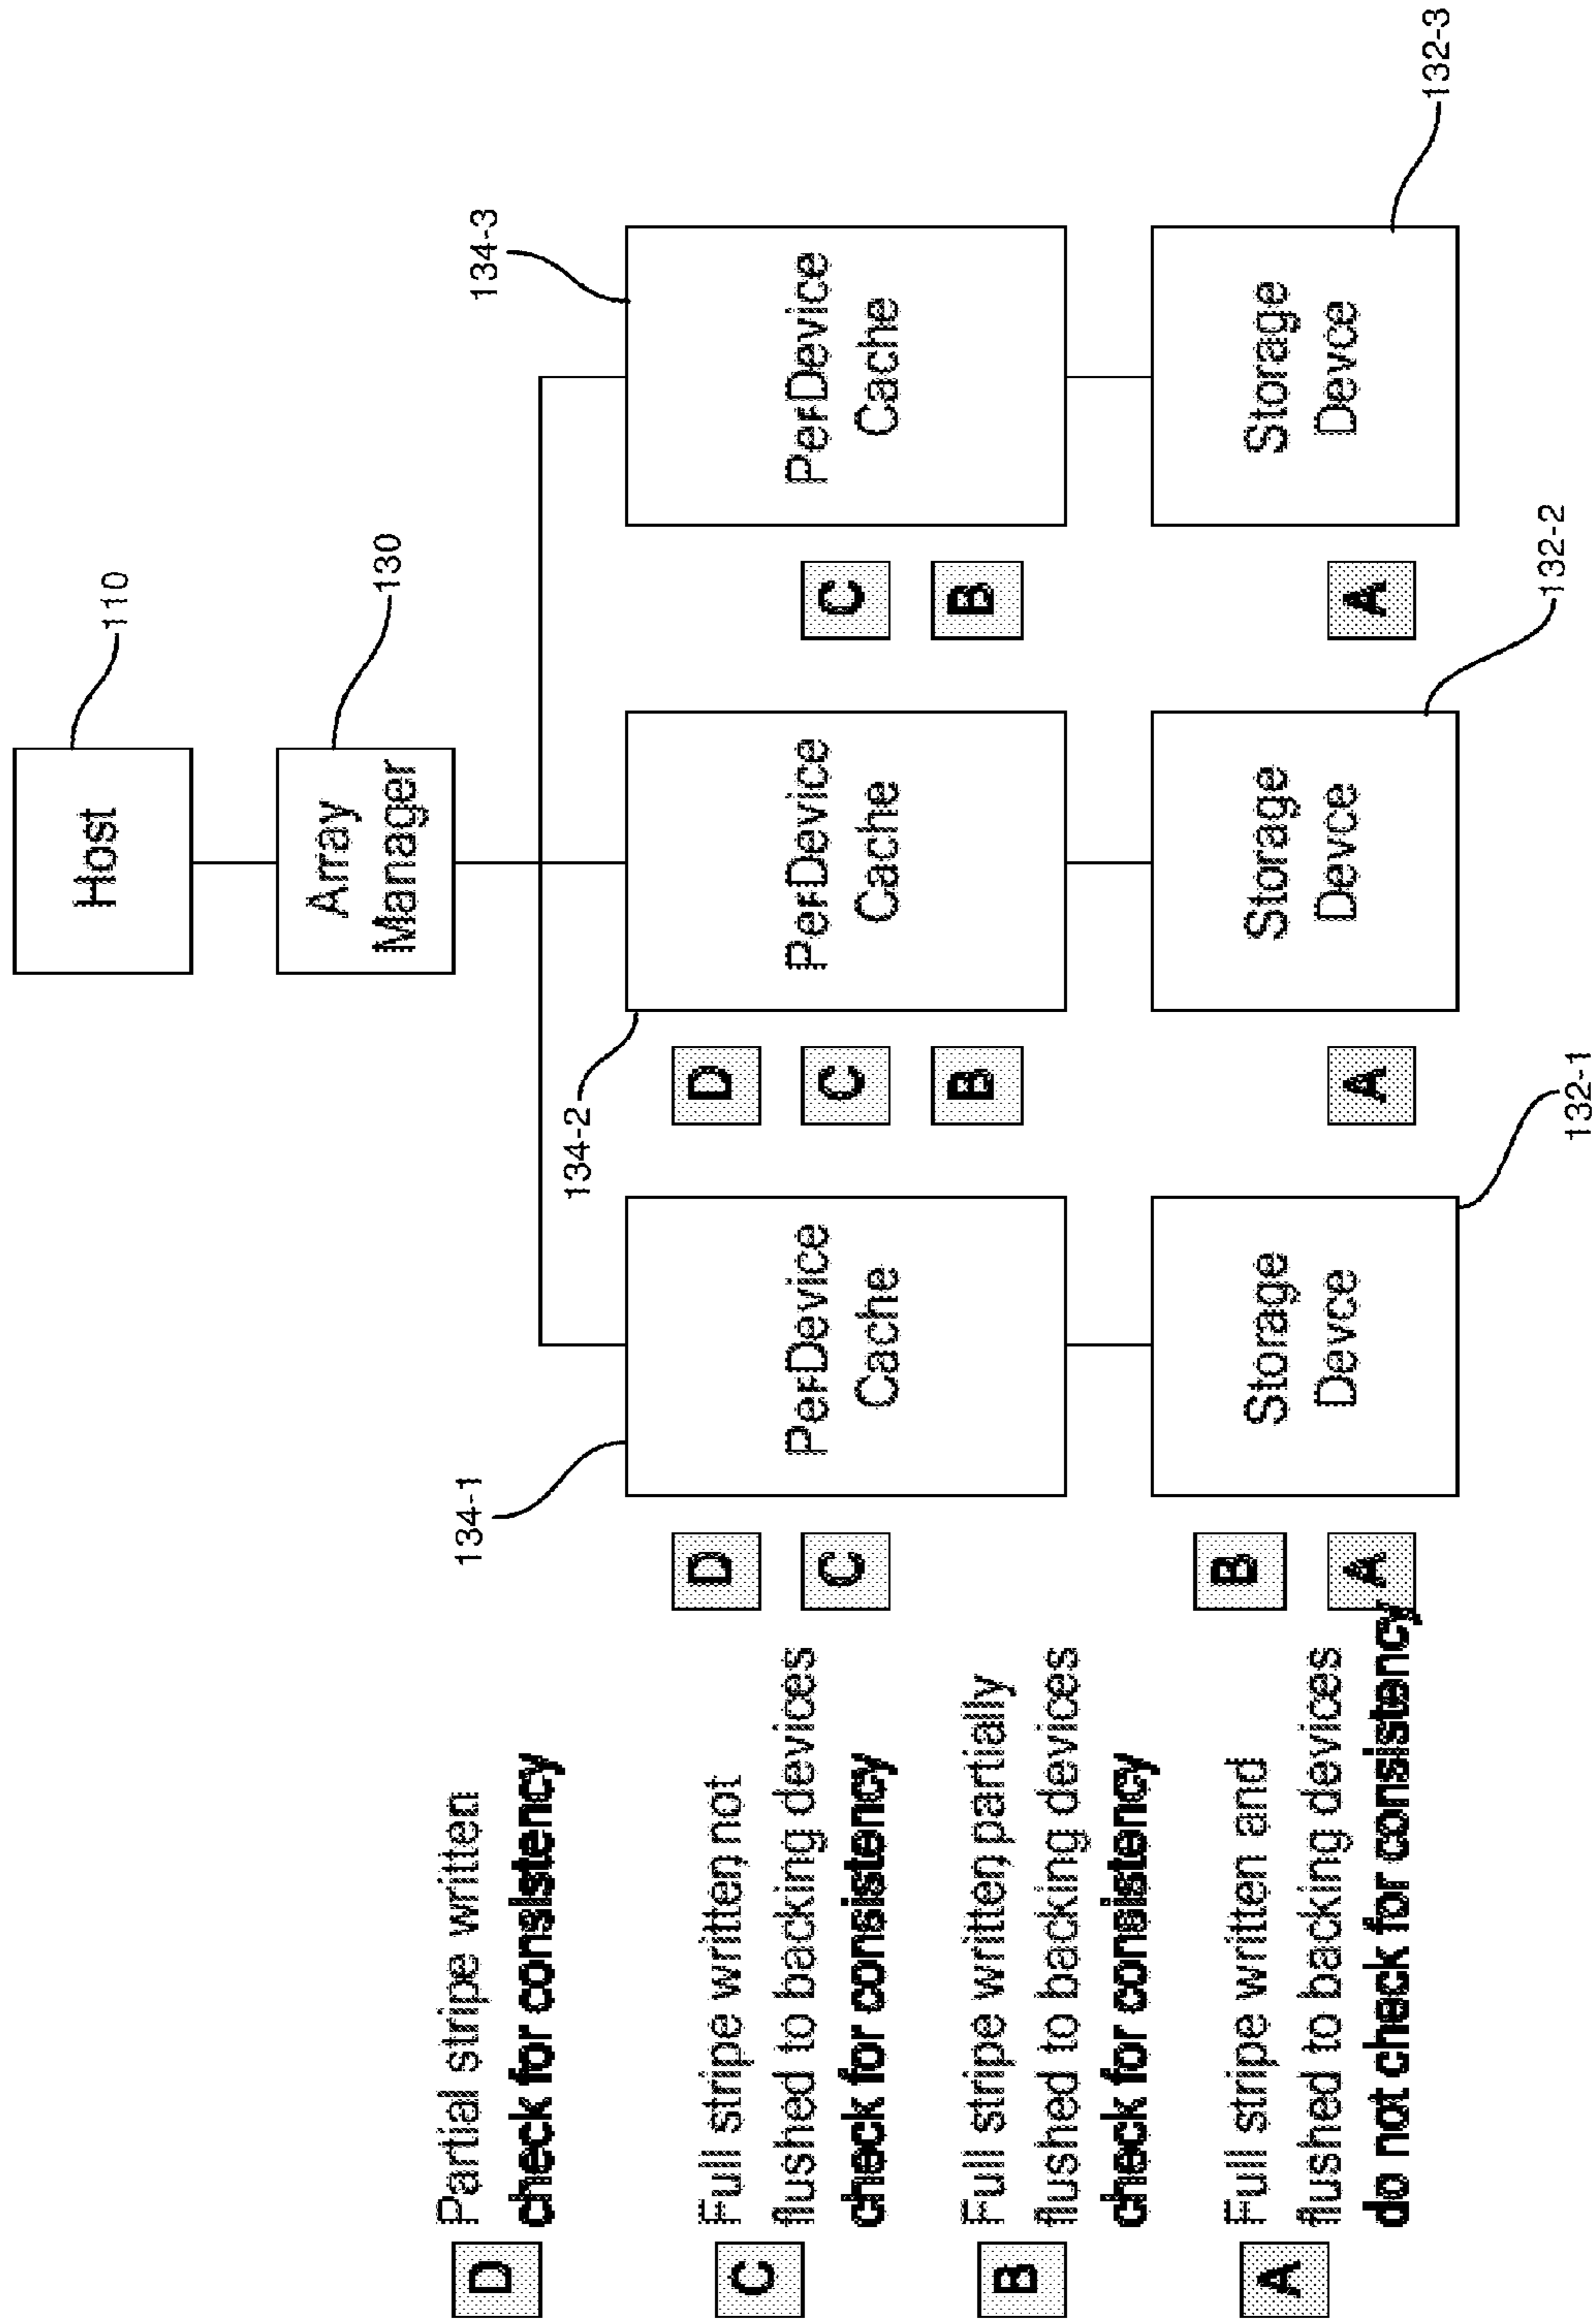 Host
110
Array
Manager
130
134-1
134-2
134-3
D Partial stripe written
check for consistency
C Full stripe written, not
flushed to backing devices
check for consistency
B Full stripe written, partially
flushed to backing devices
check for consistency
A Full stripe written and
flushed to backing devices
do not check for consistency
D
C
B
A
PerDevice
Cache
Storage
Devce
132-1
D
C
B
A
PerDevice
Cache
Storage
Devce
132-2
C
B
A
PerDevice
Cache
Storage
Devce
132-3